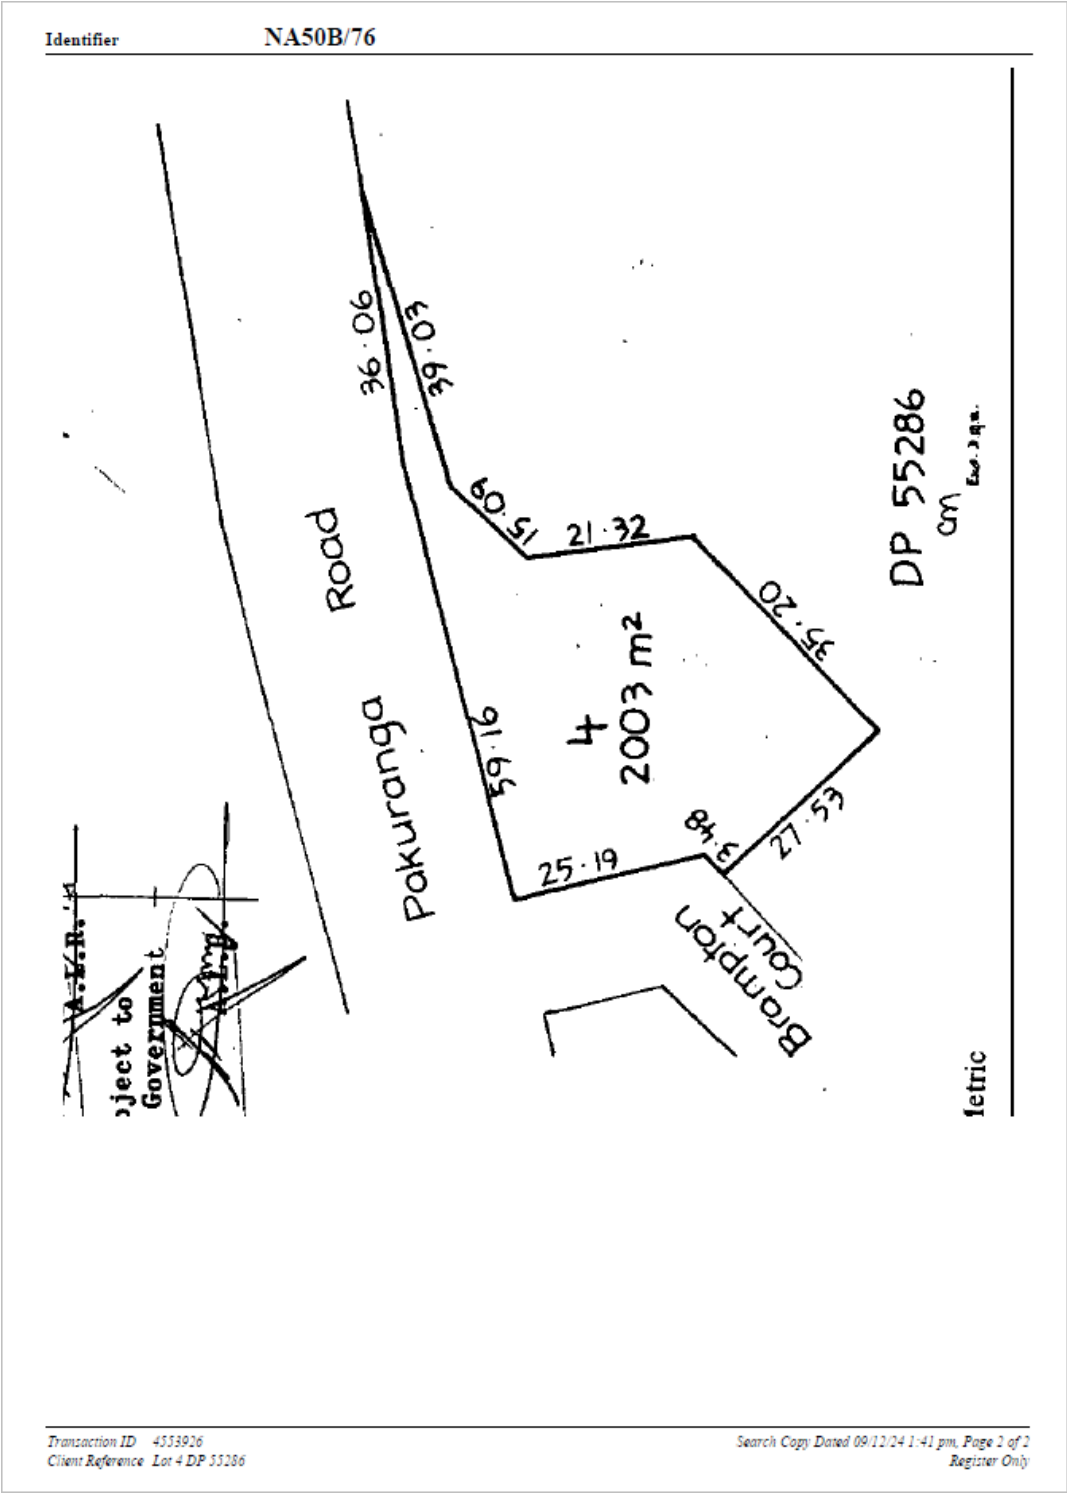 Identifier NA50B/76
36.06
39.03
15.09
21.32
35.20
DP 55286
Road
4
2003 m²
59.16
Pakuranga
25.19
3.48
27.53
Brampton
Court
A.L.R.
oject to
Government
A.L.R.
letric
Transaction ID 4553926
Client Reference Lot 4 DP 55286
Search Copy Dated 09/12/24 1:41 pm, Page 2 of 2
Register Only